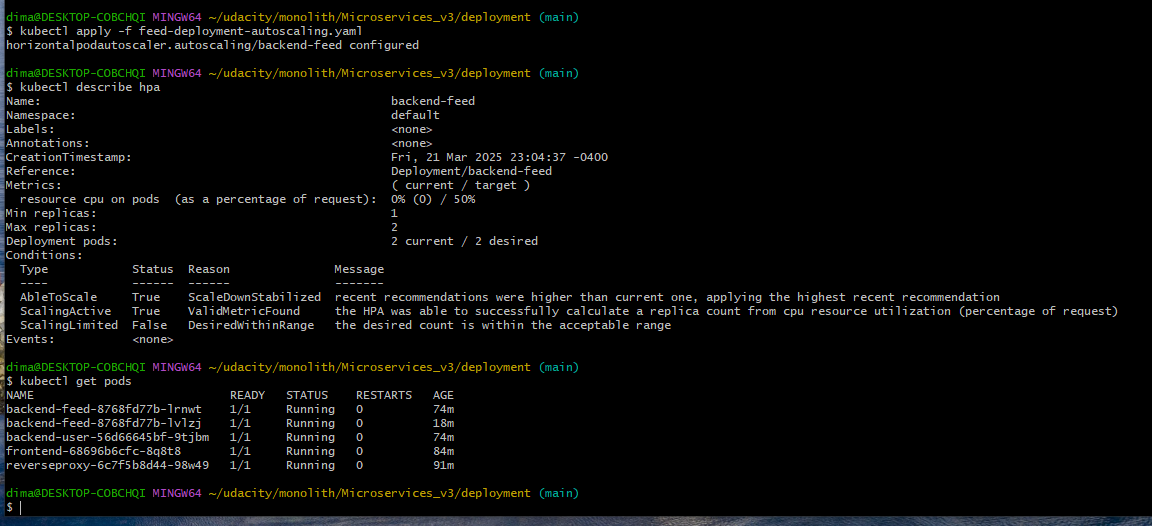 dima@DESKTOP-COBCHQI MINGW64 ~/udacity/monolith/Microservices_v3/deployment (main)
$ kubectl apply -f feed-deployment-autoscaling.yaml
horizontalpodautoscaler.autoscaling/backend-feed configured
dima@DESKTOP-COBCHQI MINGW64 ~/udacity/monolith/Microservices_v3/deployment (main)
$ kubectl describe hpa
Name: backend-feed
Namespace: default
Labels: <none>
Annotations: <none>
CreationTimestamp: Fri, 21 Mar 2025 23:04:37 -0400
Reference: Deployment/backend-feed
Metrics: ( current / target )
resource cpu on pods (as a percentage of request): 0% (0) / 50%
Min replicas: 1
Max replicas: 2
Deployment pods: 2 current / 2 desired
Conditions:
Type Status Reason Message
---- ------ ------ -------
AbleToScale True ScaleDownStabilized recent recommendations were higher than current one, applying the highest recent recommendation
ScalingActive True ValidMetricFound the HPA was able to successfully calculate a replica count from cpu resource utilization (percentage of request)
ScalingLimited False DesiredWithinRange the desired count is within the acceptable range
Events: <none>
dima@DESKTOP-COBCHQI MINGW64 ~/udacity/monolith/Microservices_v3/deployment (main)
$ kubectl get pods
NAME READY STATUS RESTARTS AGE
backend-feed-8768fd77b-lrnwt 1/1 Running 0 74m
backend-feed-8768fd77b-lvlzj 1/1 Running 0 18m
backend-user-56d66645bf-9tjbm 1/1 Running 0 74m
frontend-68696b6cfc-8q8t8 1/1 Running 0 84m
reverseproxy-6c7f5b8d44-98w49 1/1 Running 0 91m
dima@DESKTOP-COBCHQI MINGW64 ~/udacity/monolith/Microservices_v3/deployment (main)
$